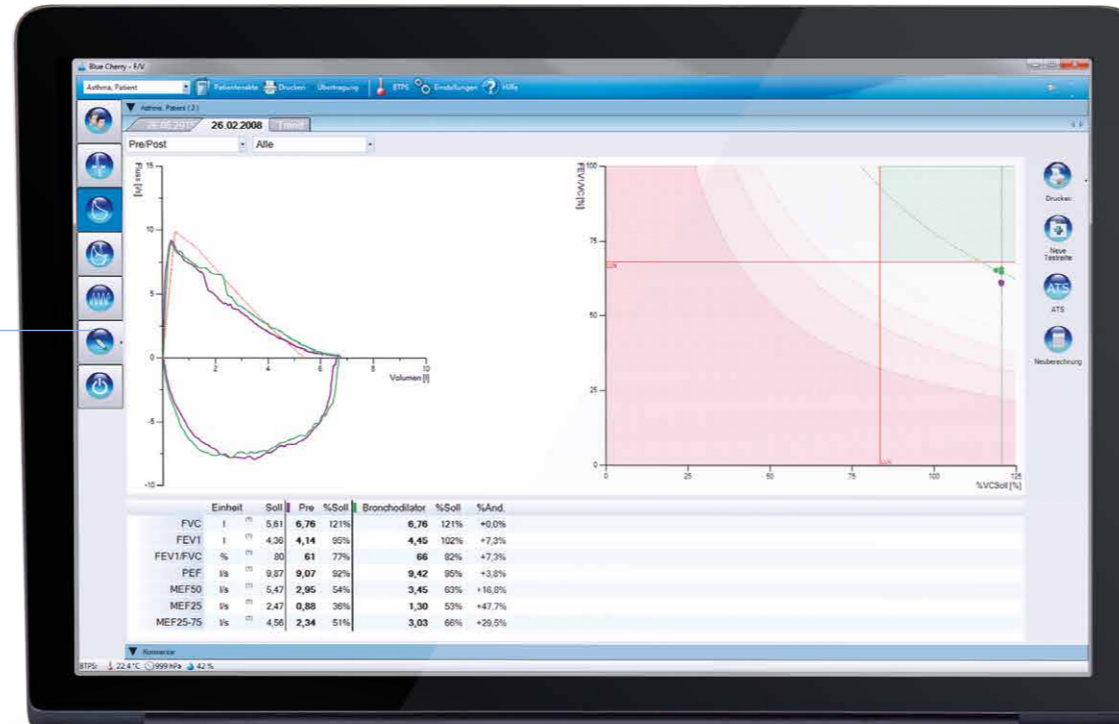 Blue Cherry - F/V
Asthma, Patient Patientenakte Drucken Übertragung BTPS Einstellungen Hilfe
Asthma, Patient ( 2 )
26.02.2008 Trend
Pre/Post Alle
Fluss [l/s]
15
10
5
0
-5
-10
2 4 6 8 10
Volumen [l]
FEV1/VC[%]
100
75
50
25
0
0 25 50 75 100 125
%VCSoll [%]
LLN
LLN
Drucken
Neue
Testreihe
ATS
ATS
Neuberechnung
Einheit Soll Pre %Soll Bronchodilator %Soll %Änd.
FVC l 5,61 6,76 121% 6,76 121% +0,0%
FEV1 l 4,36 4,14 95% 4,45 102% +7,3%
FEV1/FVC % 80 61 77% 66 82% +7,3%
PEF l/s 9,87 9,07 92% 9,42 95% +3,8%
MEF50 l/s 5,47 2,95 54% 3,45 63% +16,8%
MEF25 l/s 2,47 0,88 36% 1,30 53% +47,7%
MEF25-75 l/s 4,56 2,34 51% 3,03 66% +29,5%
Kommentar
BTPS: 22,4 °C 999 hPa 42 %